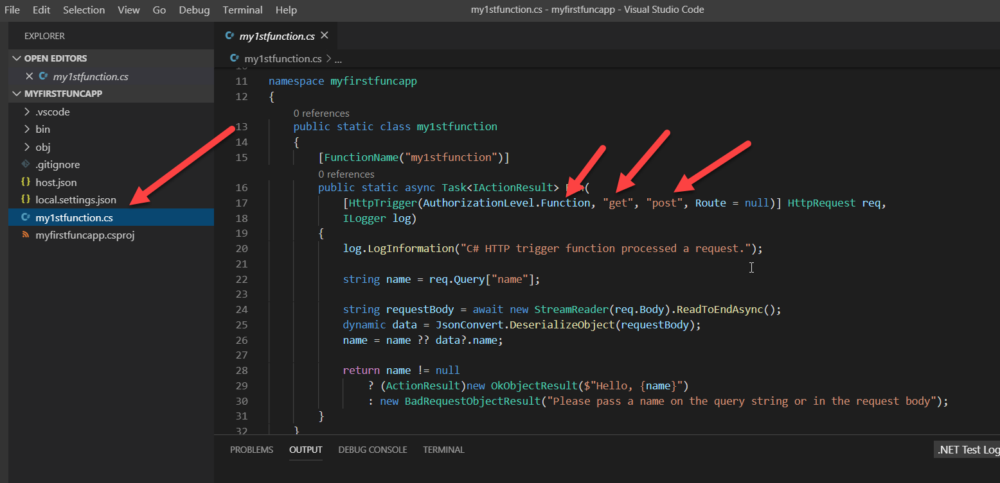 File Edit Selection View Go Debug Terminal Help
my1stfunction.cs - myfirstfuncapp - Visual Studio Code
EXPLORER
OPEN EDITORS
my1stfunction.cs
MYFIRSTFUNCAPP
.vscode
bin
obj
.gitignore
host.json
local.settings.json
my1stfunction.cs
myfirstfuncapp.csproj
my1stfunction.cs
my1stfunction.cs > ...
10
11 namespace myfirstfuncapp
12 {
0 references
13 public static class my1stfunction
14 {
15 [FunctionName("my1stfunction")]
0 references
16 public static async Task<IActionResult> (
17 [HttpTrigger(AuthorizationLevel.Function, "get", "post", Route = null)] HttpRequest req,
18 ILogger log)
19 {
20 log.LogInformation("C# HTTP trigger function processed a request.");
21
22 string name = req.Query["name"];
23
24 string requestBody = await new StreamReader(req.Body).ReadToEndAsync();
25 dynamic data = JsonConvert.DeserializeObject(requestBody);
26 name = name ?? data?.name;
27
28 return name != null
29 ? (ActionResult)new OkObjectResult($"Hello, {name}")
30 : new BadRequestObjectResult("Please pass a name on the query string or in the request body");
31 }
32 }
PROBLEMS OUTPUT DEBUG CONSOLE TERMINAL
.NET Test Log